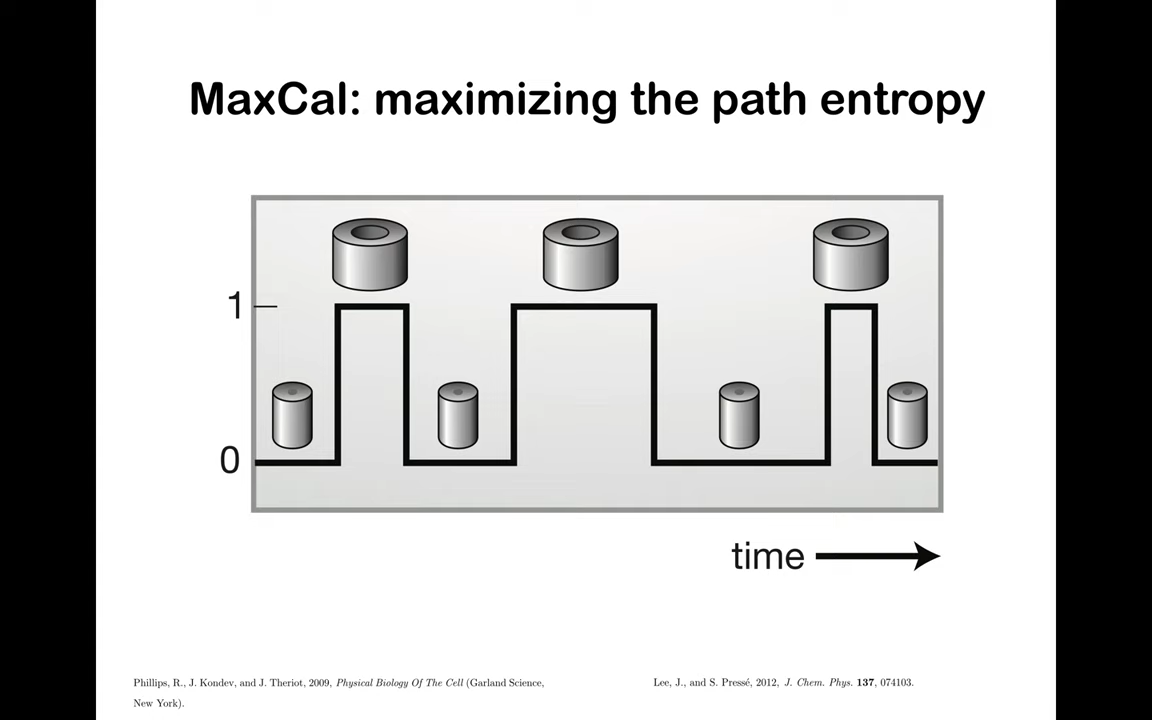 MaxCal: maximizing the path entropy
1
0
time
Phillips, R., J. Kondev, and J. Theriot, 2009, Physical Biology Of The Cell (Garland Science,
New York).
Lee, J., and S. Pressé, 2012, J. Chem. Phys. 137, 074103.